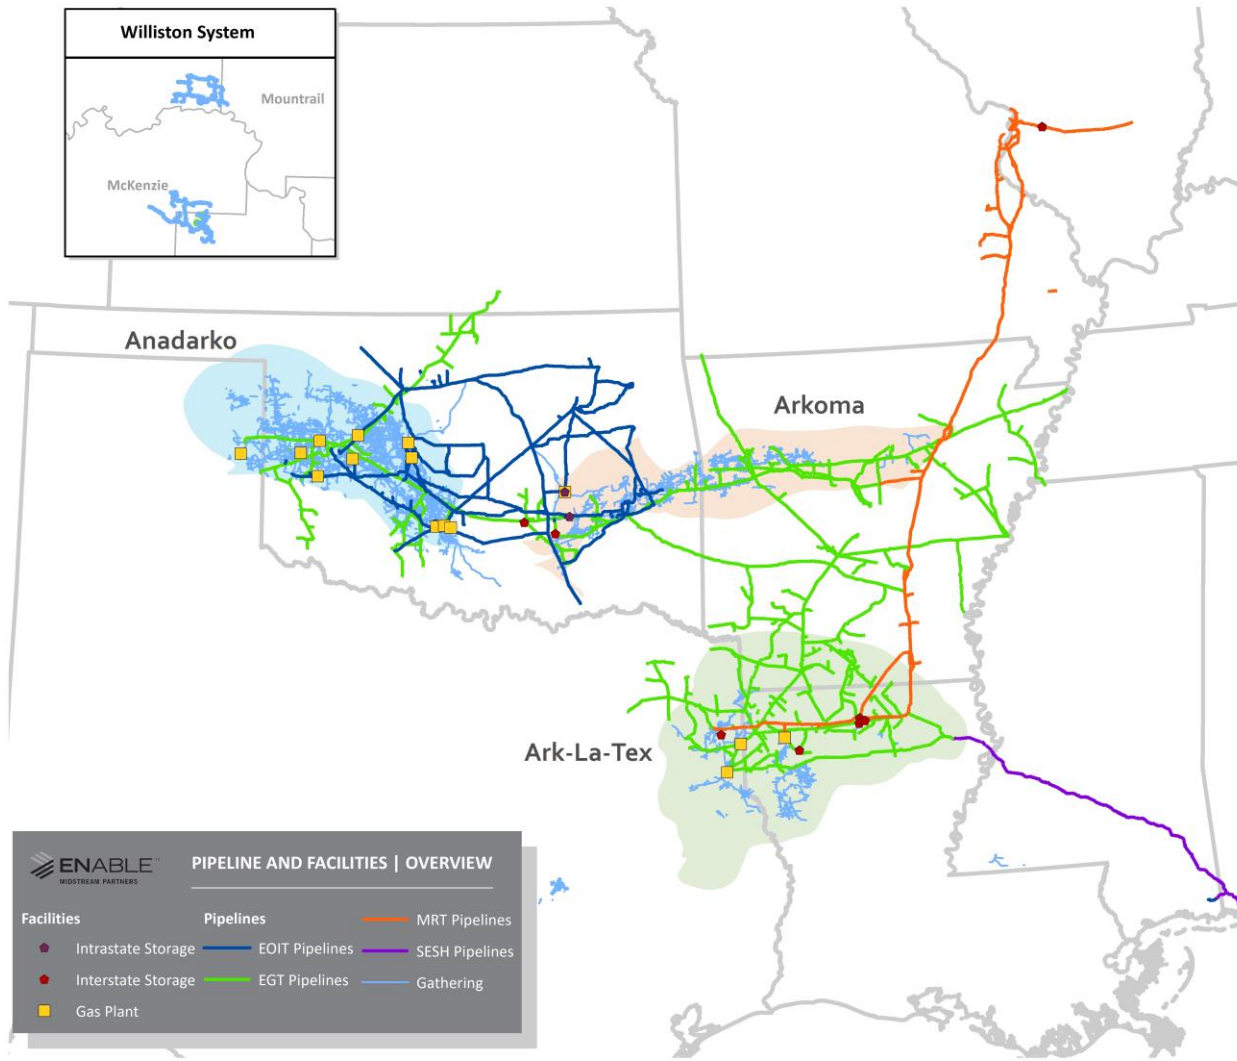 Williston System
Mountrail
McKenzie
Anadarko
Arkoma
Ark-La-Tex
ENABLE™
MIDSTREAM PARTNERS
PIPELINE AND FACILITIES | OVERVIEW
Facilities
Intrastate Storage
Interstate Storage
Gas Plant
Pipelines
EOIT Pipelines
EGT Pipelines
MRT Pipelines
SESH Pipelines
Gathering